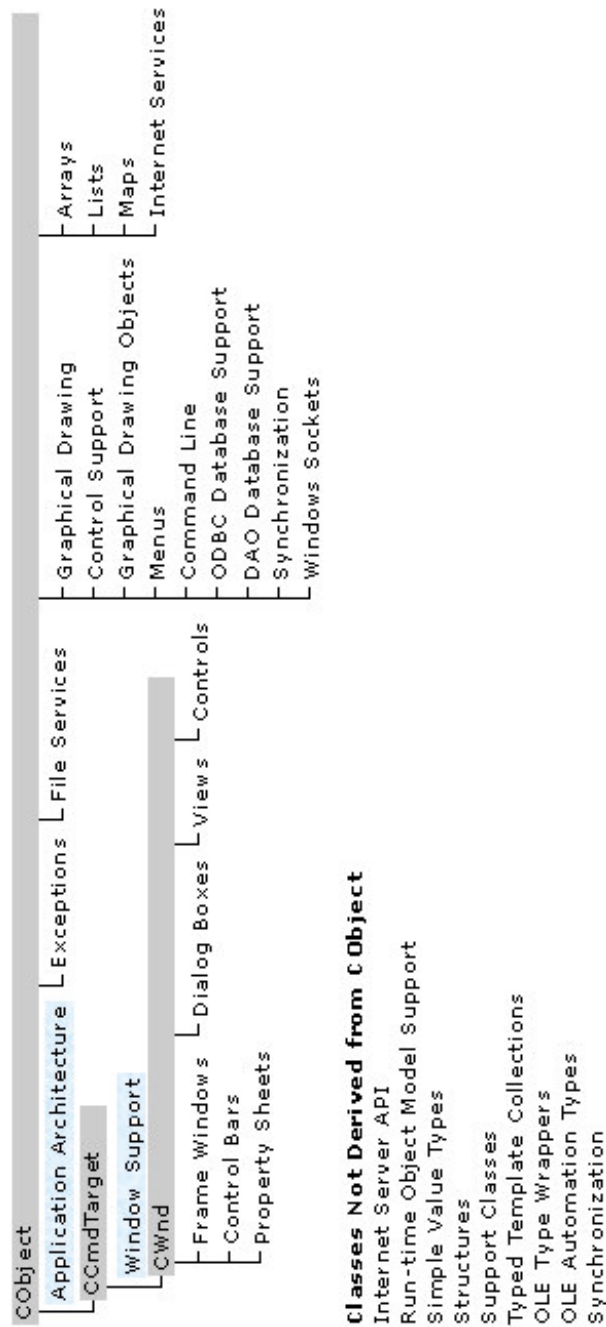 CObject
Application Architecture
CCmdTarget
Window Support
CWnd
Frame Windows
Control Bars
Property Sheets
Dialog Boxes
Views
Controls
Exceptions
File Services
Graphical Drawing
Control Support
Graphical Drawing Objects
Menus
Command Line
ODBC Database Support
DAO Database Support
Synchronization
Windows Sockets
Arrays
Lists
Maps
Internet Services
Classes Not Derived from CObject
Internet Server API
Run-time Object Model Support
Simple Value Types
Structures
Support Classes
Typed Template Collections
OLE Type Wrappers
OLE Automation Types
Synchronization